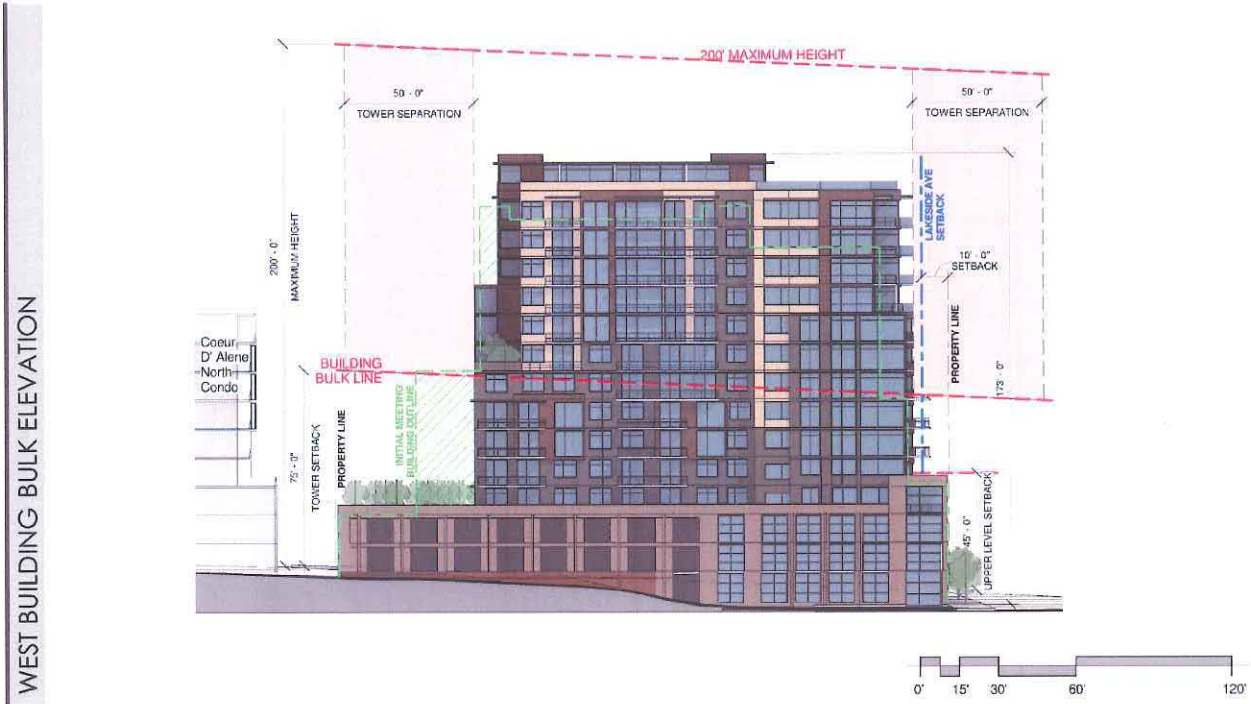 WEST BUILDING BULK ELEVATION
200' MAXIMUM HEIGHT
50' - 0"
TOWER SEPARATION
50' - 0"
TOWER SEPARATION
200' - 0"
MAXIMUM HEIGHT
LAKESIDE AVE
SETBACK
10' - 0"
SETBACK
Coeur
D' Alene
North
Condo
BUILDING
BULK LINE
PROPERTY LINE
173' - 0"
INITIAL MEETING
BUILDING OUTLINE
PROPERTY LINE
75' - 0"
TOWER SETBACK
45' - 0"
UPPER LEVEL SETBACK
0'
15'
30'
60'
120'